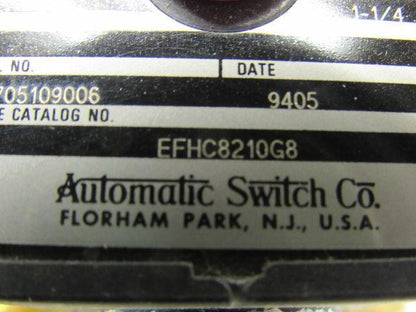 1-1/4
L NO. DATE
705109006 9405
E CATALOG NO.
EFHC8210G8
Automatic Switch Co.
FLORHAM PARK, N.J., U.S.A.